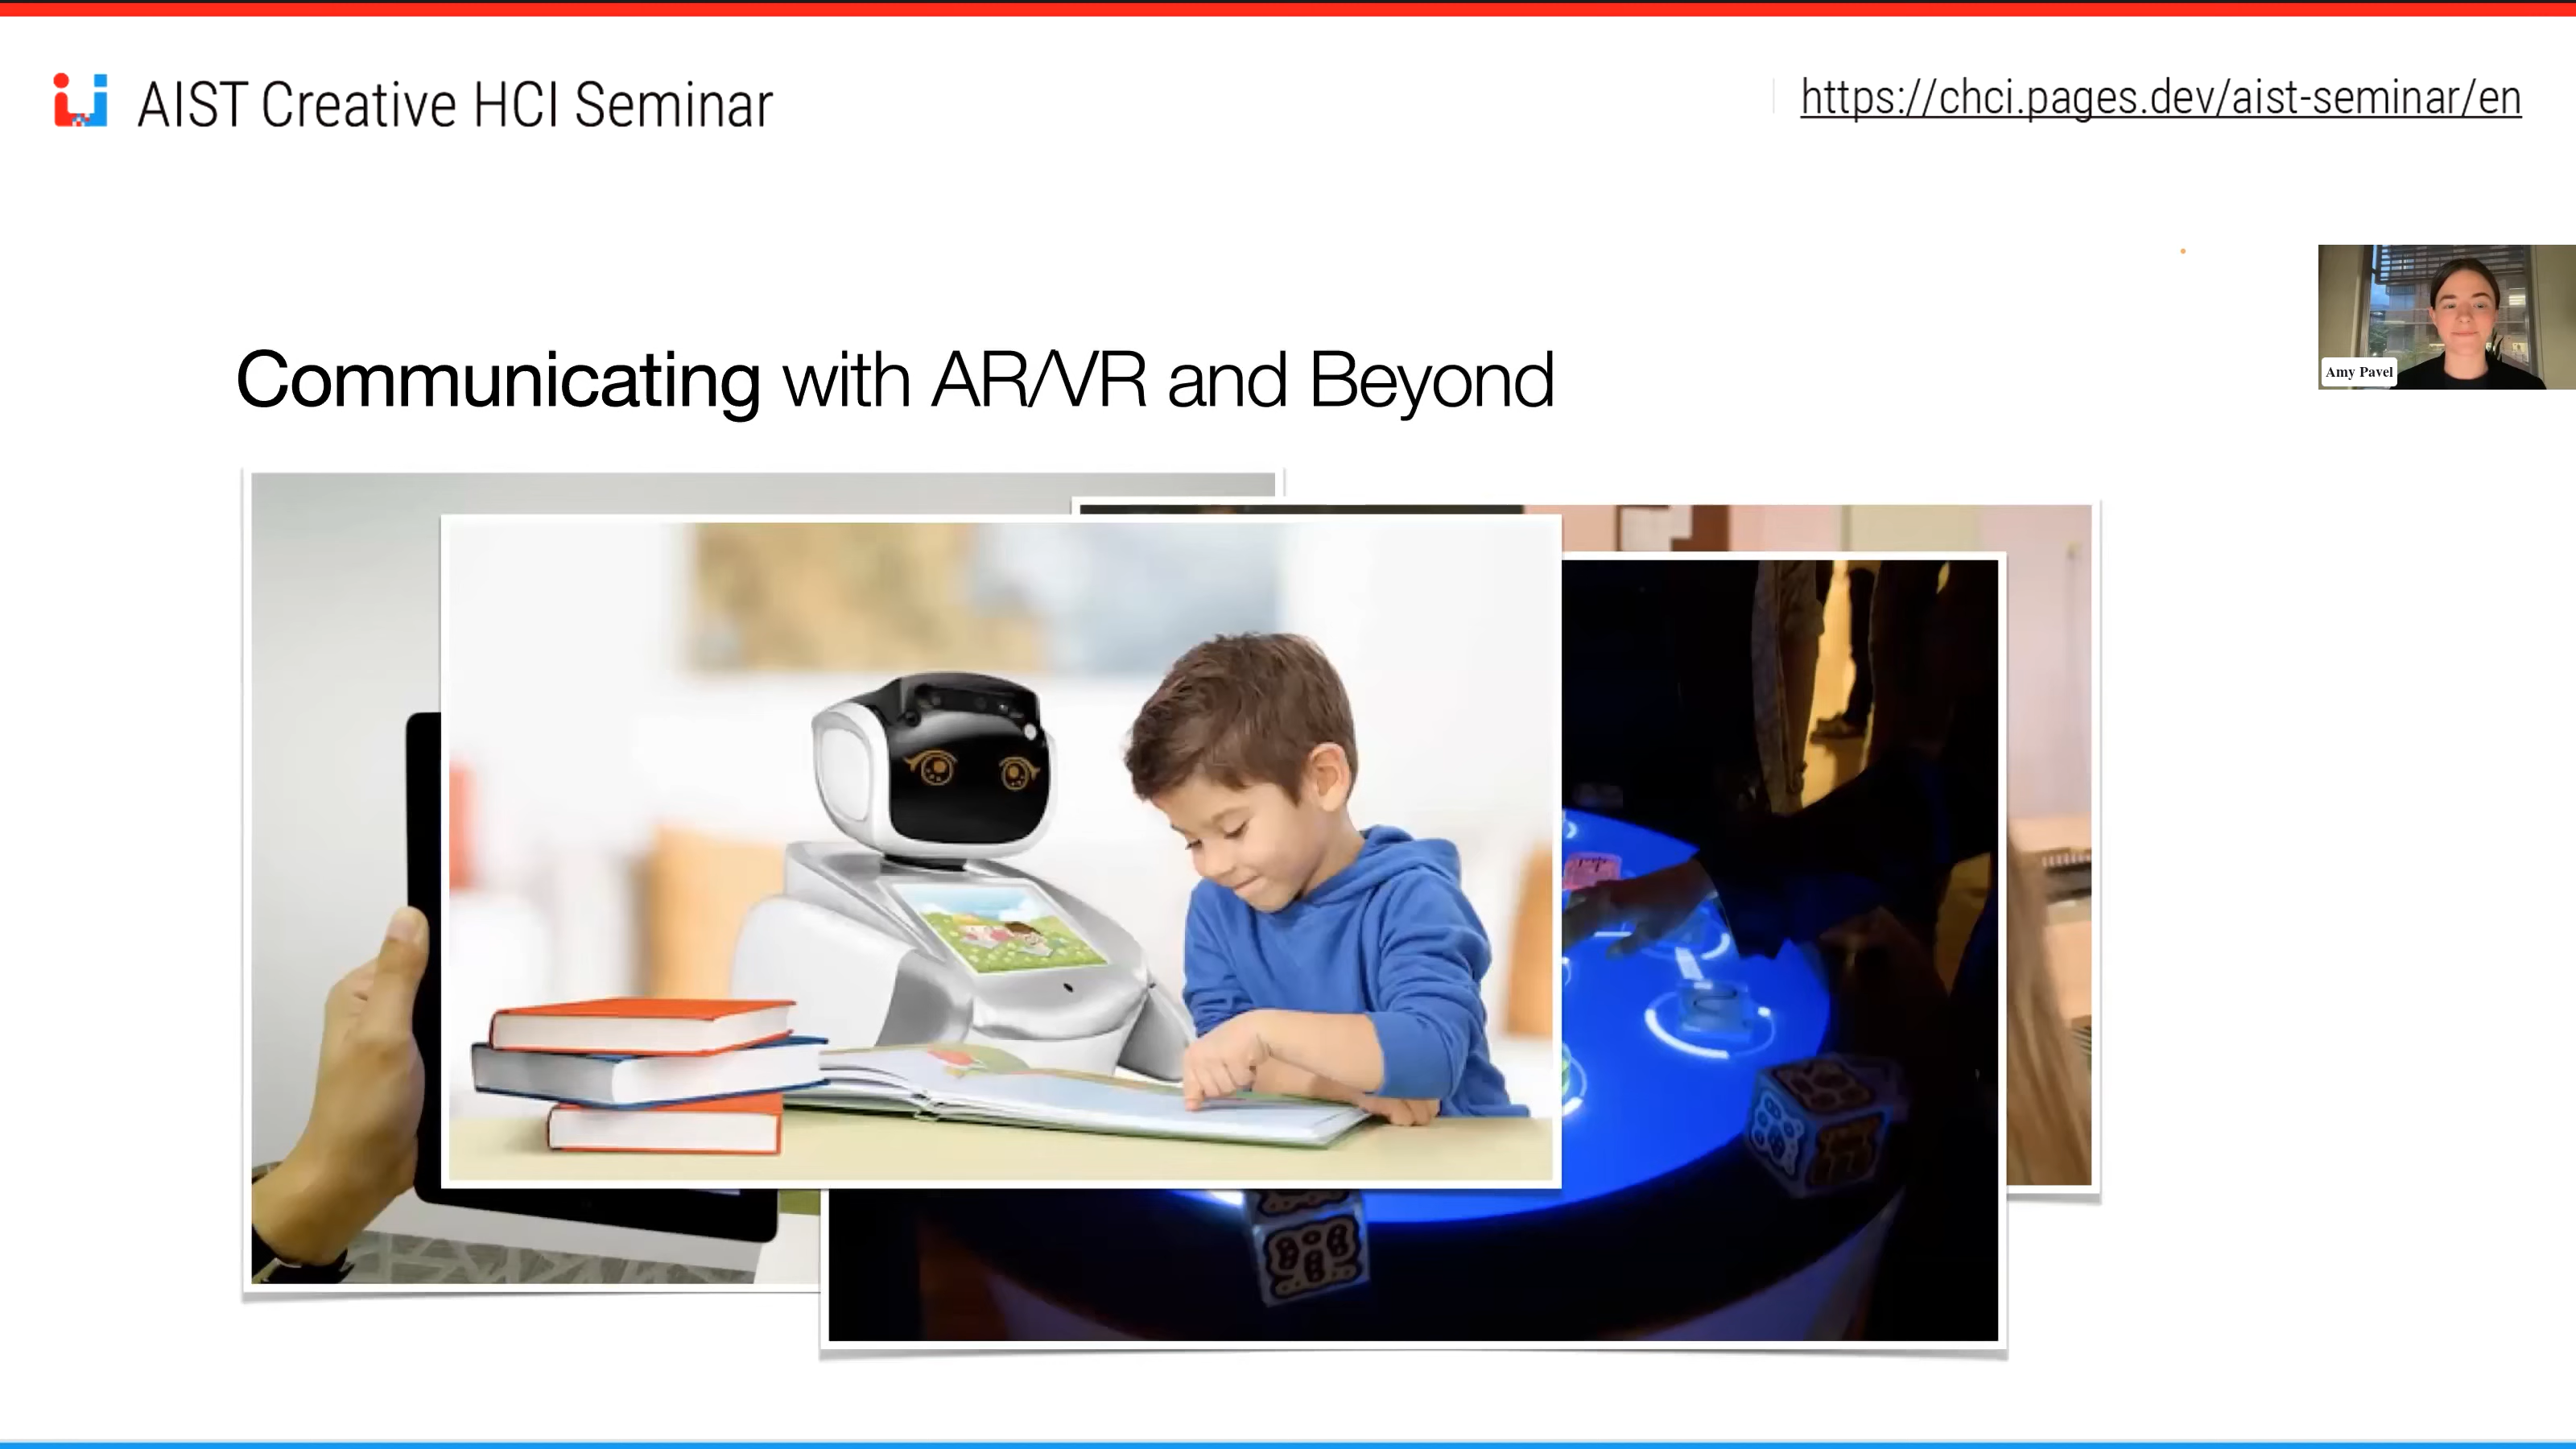 AIST Creative HCI Seminar
https://chci.pages.dev/aist-seminar/en
Amy Pavel
Communicating with AR/VR and Beyond